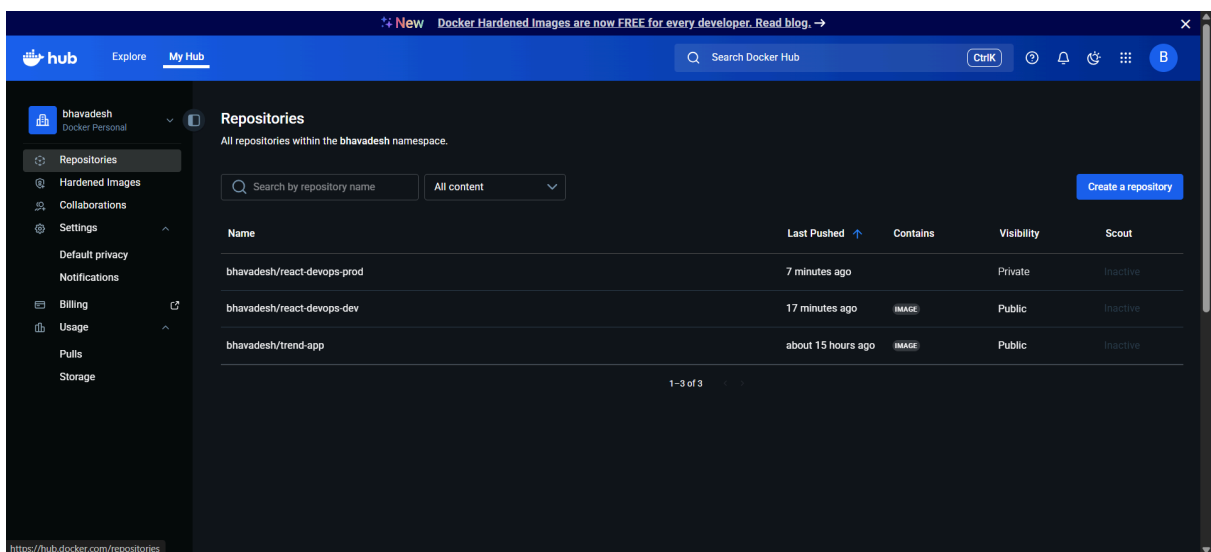 New Docker Hardened Images are now FREE for every developer. Read blog. →
hub Explore My Hub Search Docker Hub CtrlK B
bhavadesh
Docker Personal
Repositories
Hardened Images
Collaborations
Settings
Default privacy
Notifications
Billing
Usage
Pulls
Storage
Repositories
All repositories within the bhavadesh namespace.
Search by repository name All content Create a repository
Name Last Pushed ↑ Contains Visibility Scout
bhavadesh/react-devops-prod 7 minutes ago Private Inactive
bhavadesh/react-devops-dev 17 minutes ago IMAGE Public Inactive
bhavadesh/trend-app about 15 hours ago IMAGE Public Inactive
1–3 of 3
https://hub.docker.com/repositories